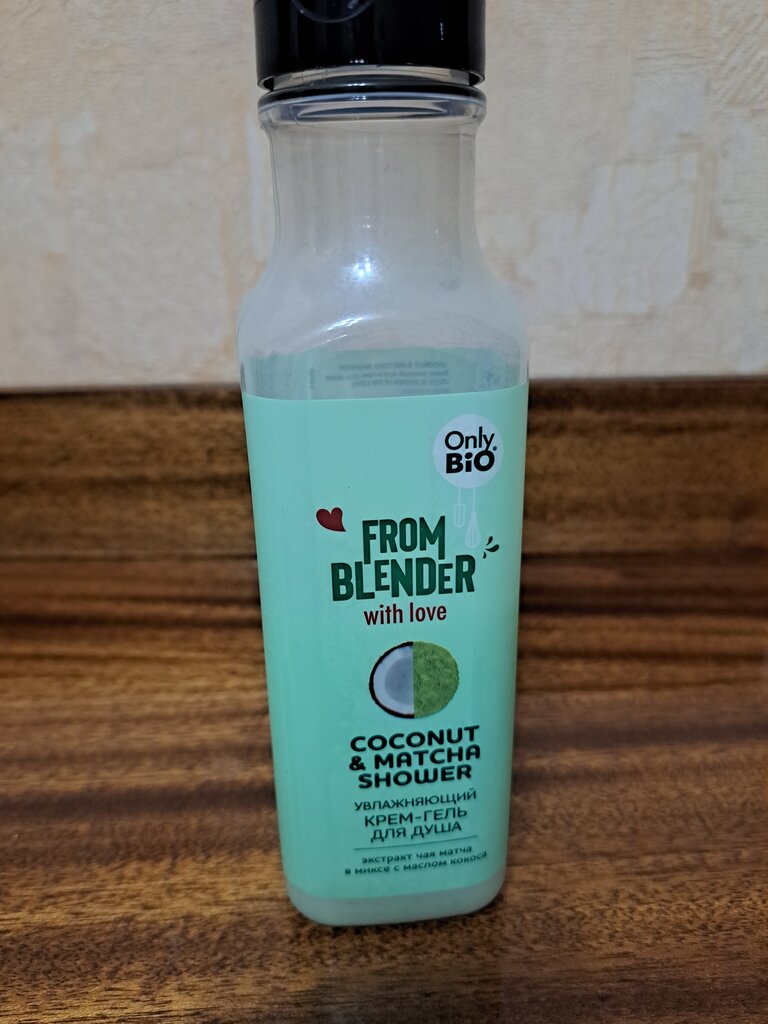 Only
BiO
FROM
BLENDER
with love
COCONUT
& MATCHA
SHOWER
УВЛАЖНЯЮЩИЙ
КРЕМ-ГЕЛЬ
ДЛЯ ДУША
экстракт чая матча
в миксе с маслом кокоса